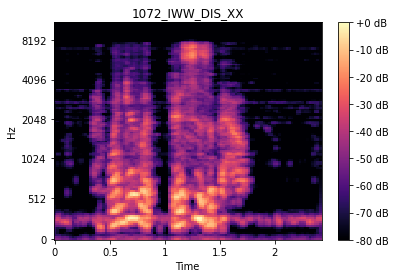 1072_IWW_DIS_XX
+0 dB
8192
-10 dB
4096
-20 dB
-30 dB
2048
Hz
-40 dB
1024
-50 dB
512
-60 dB
-70 dB
0
-80 dB
0 0.5 1 1.5 2
Time